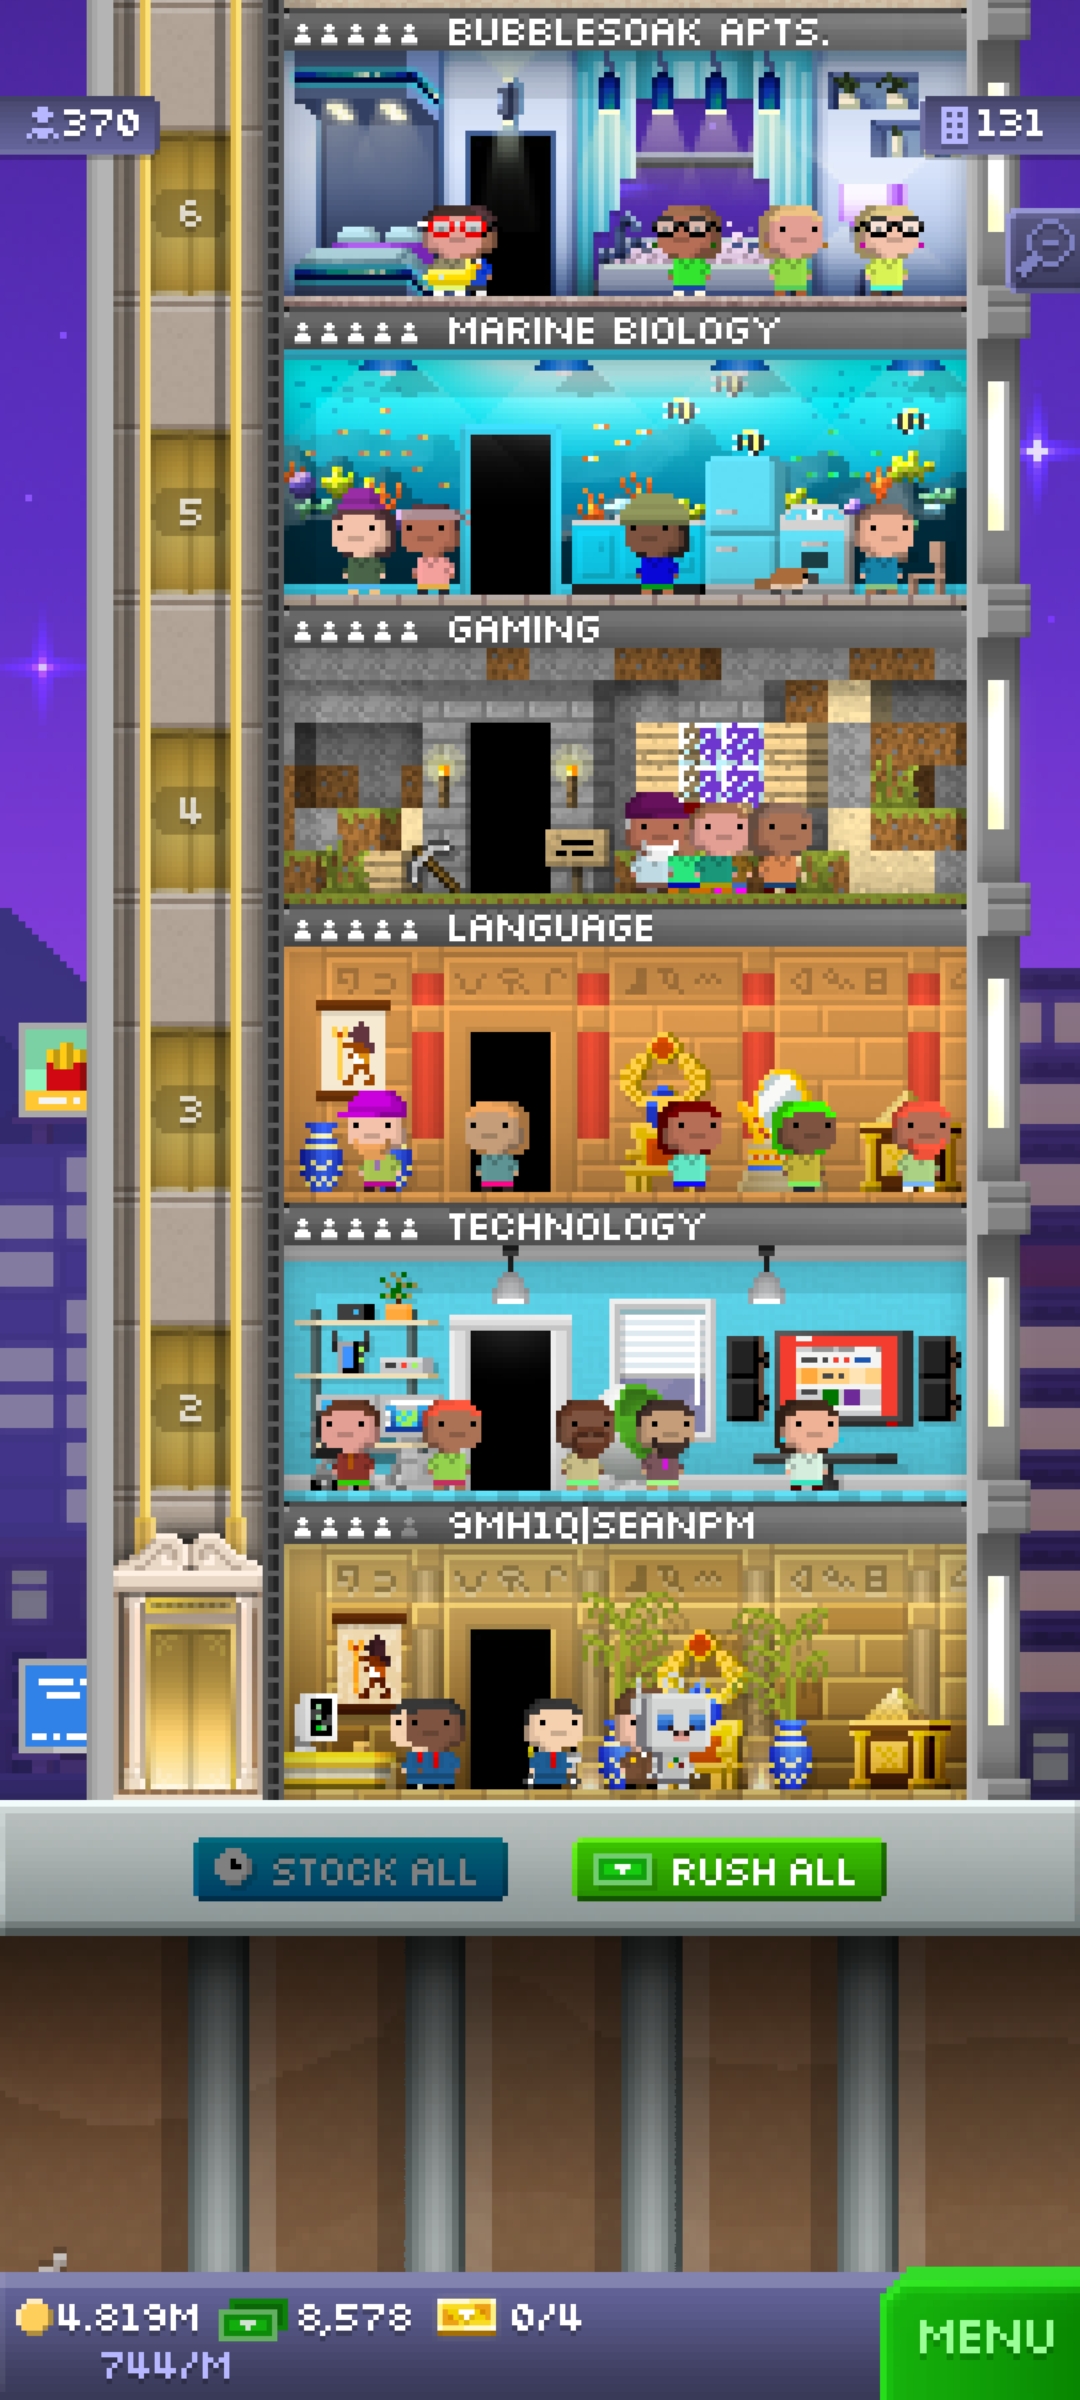 BUBBLESOAK APTS.
370
131
6
MARINE BIOLOGY
5
GAMING
4
LANGUAGE
3
TECHNOLOGY
2
9MH1Q|SEANPM
STOCK ALL
RUSH ALL
4.819M
8,578
0/4
744/M
MENU